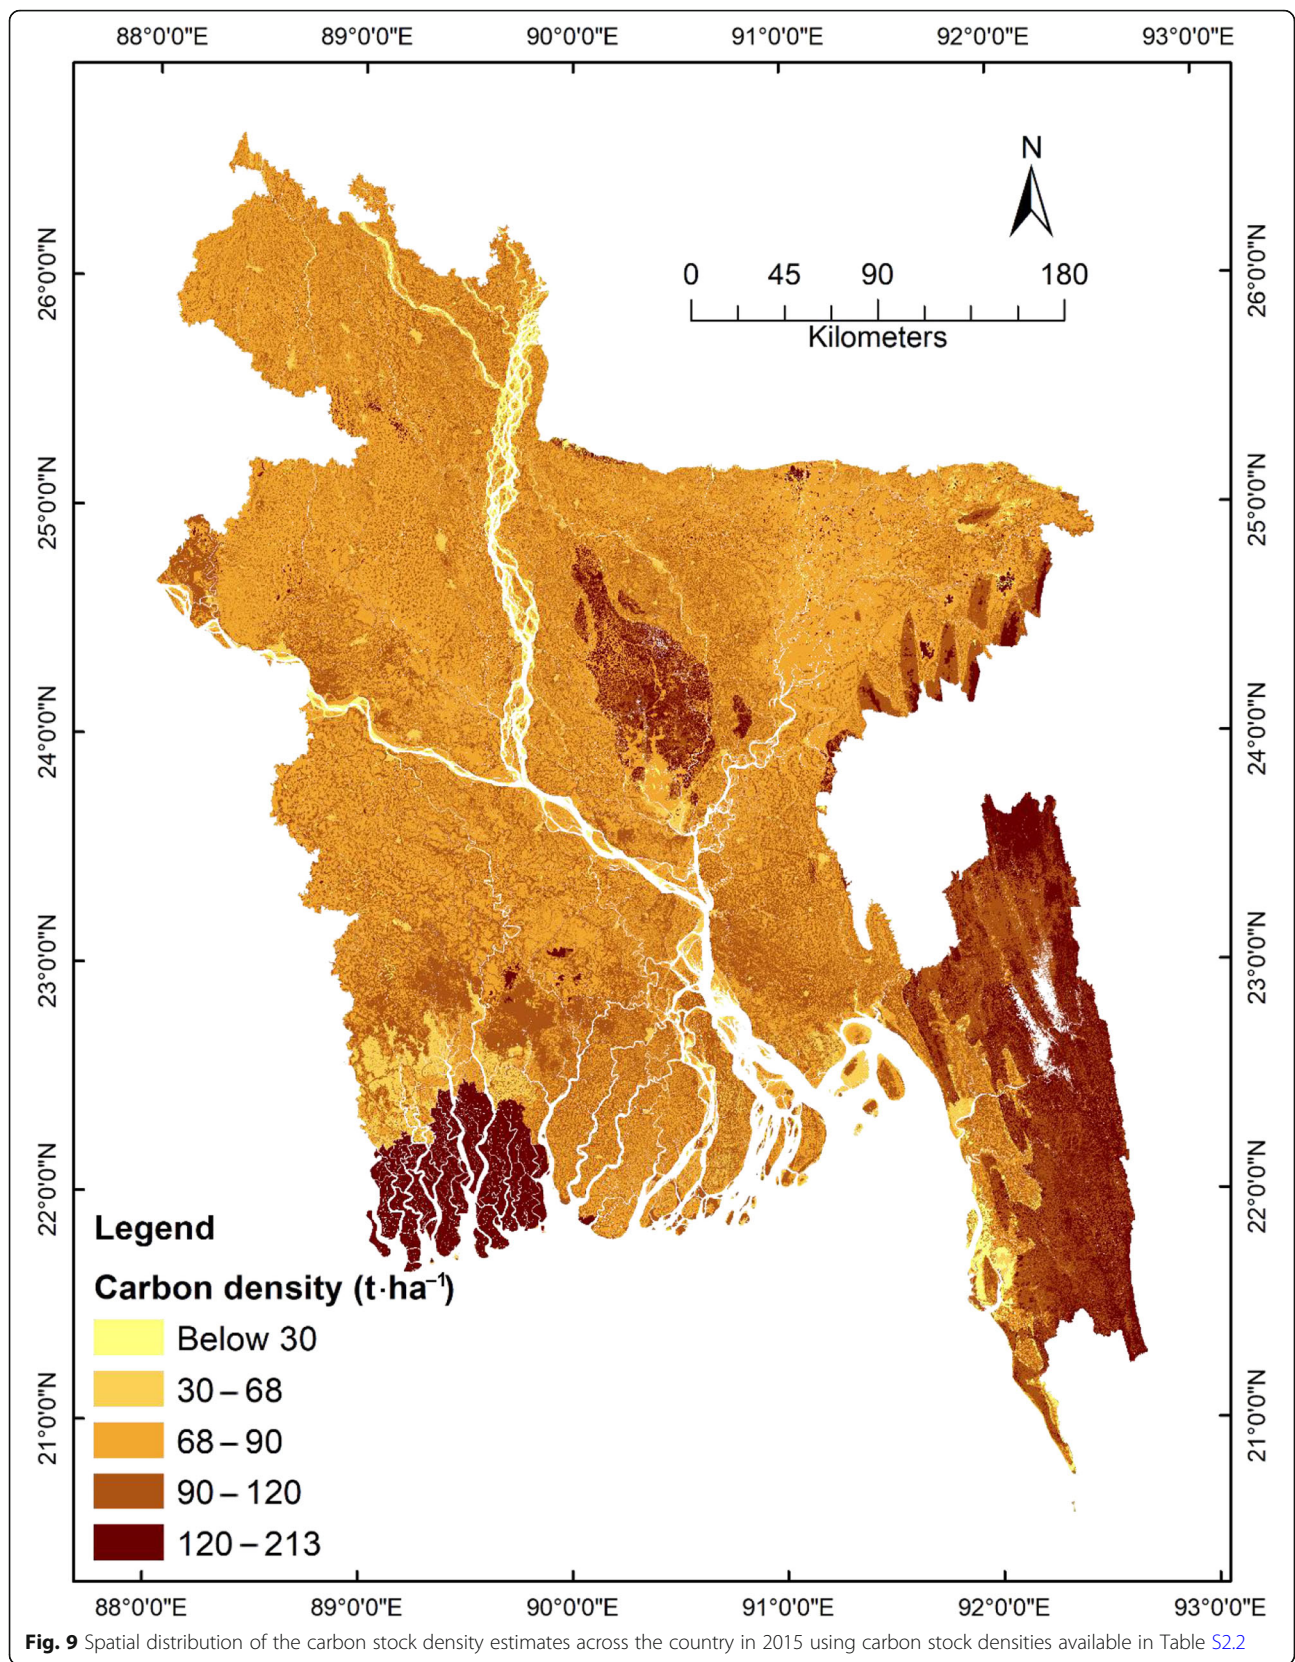 88°0'0"E 89°0'0"E 90°0'0"E 91°0'0"E 92°0'0"E 93°0'0"E
N
0 45 90 180
Kilometers
26°0'0"N
25°0'0"N
24°0'0"N
23°0'0"N
22°0'0"N
21°0'0"N
26°0'0"N
25°0'0"N
24°0'0"N
23°0'0"N
22°0'0"N
21°0'0"N
Legend
Carbon density (t·ha⁻¹)
Below 30
30–68
68–90
90–120
120–213
88°0'0"E 89°0'0"E 90°0'0"E 91°0'0"E 92°0'0"E 93°0'0"E
Fig. 9 Spatial distribution of the carbon stock density estimates across the country in 2015 using carbon stock densities available in Table S2.2